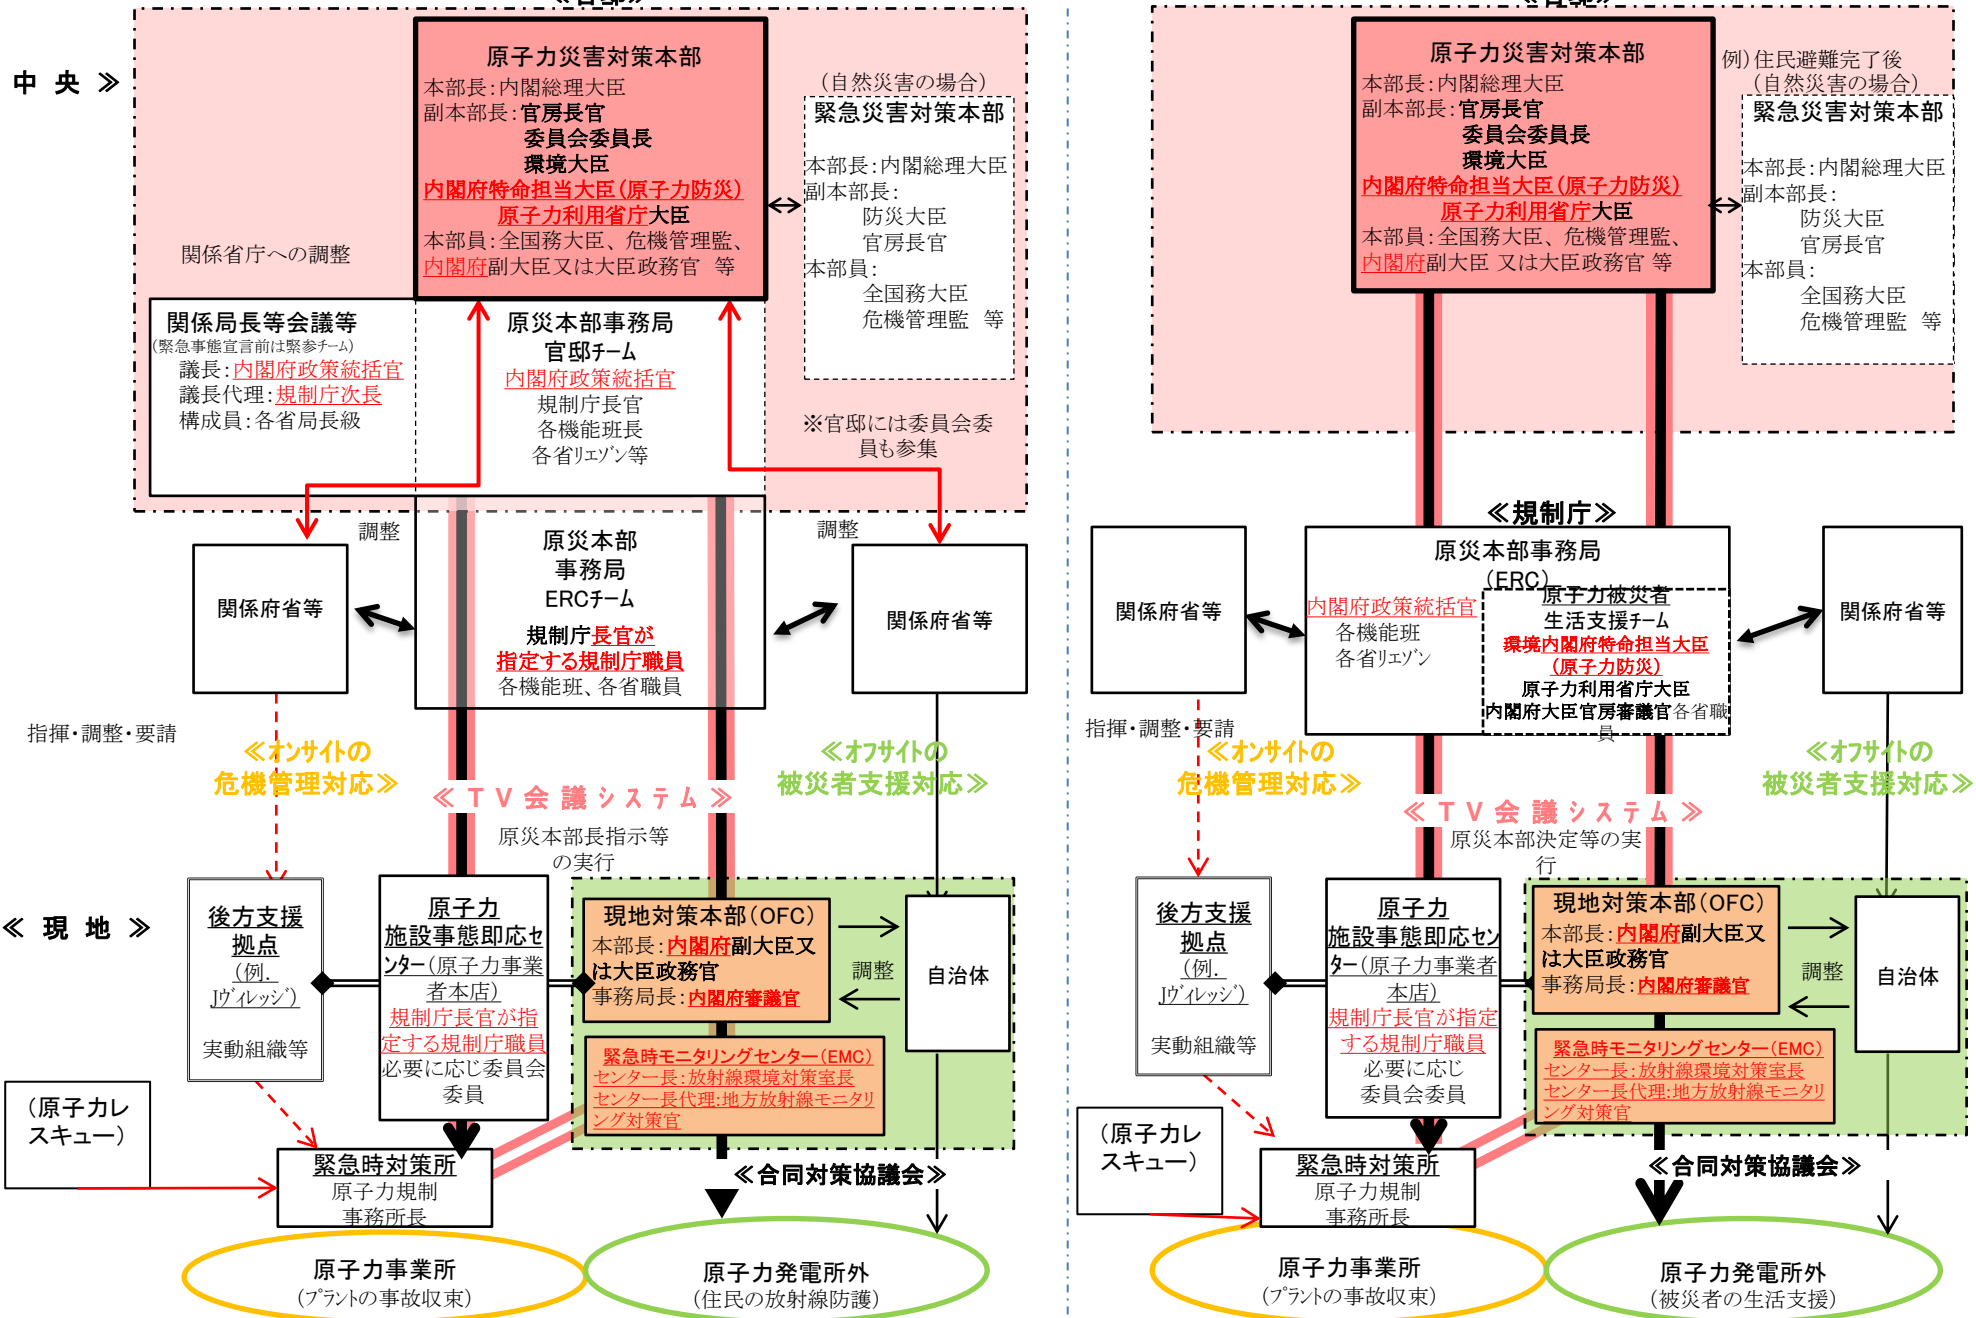 ≪官邸≫
≪ 中 央 ≫
原子力災害対策本部
本部長：内閣総理大臣
副本部長：官房長官
委員会委員長
環境大臣
内閣府特命担当大臣（原子力防災）
原子力利用省庁大臣
本部員：全国務大臣、危機管理監、
内閣府副大臣又は大臣政務官 等
（自然災害の場合）
緊急災害対策本部
本部長：内閣総理大臣
副本部長：
防災大臣
官房長官
本部員：
全国務大臣
危機管理監 等
関係省庁への調整
関係局長等会議等
（緊急事態宣言前は緊参チーム）
議長：内閣府政策統括官
議長代理：規制庁次長
構成員：各省局長級
原災本部事務局
官邸チーム
内閣府政策統括官
規制庁長官
各機能班長
各省リエゾン等
※官邸には委員会委
員も参集
調整
調整
関係府省等
原災本部
事務局
ERCチーム
規制庁長官が
指定する規制庁職員
各機能班、各省職員
関係府省等
指揮・調整・要請
≪オンサイトの
危機管理対応≫
≪オフサイトの
被災者支援対応≫
≪ＴＶ会議システム≫
原災本部長指示等
の実行
≪ 現 地 ≫
後方支援
拠点
（例．
Jヴィレッジ）
実動組織等
原子力
施設事態即応セ
ンター（原子力事業
者本店）
規制庁長官が指
定する規制庁職員
必要に応じ委員会
委員
現地対策本部（OFC）
本部長：内閣府副大臣又
は大臣政務官
事務局長：内閣府審議官
調整
自治体
緊急時モニタリングセンター（EMC）
センター長：放射線環境対策室長
センター長代理：地方放射線モニタリ
ング対策官
（原子力レ
スキュー）
緊急時対策所
原子力規制
事務所長
≪合同対策協議会≫
原子力事業所
（プラントの事故収束）
原子力発電所外
（住民の放射線防護）
≪官邸≫
原子力災害対策本部
本部長：内閣総理大臣
副本部長：官房長官
委員会委員長
環境大臣
内閣府特命担当大臣（原子力防災）
原子力利用省庁大臣
本部員：全国務大臣、危機管理監、
内閣府副大臣 又は大臣政務官 等
例）住民避難完了後
（自然災害の場合）
緊急災害対策本部
本部長：内閣総理大臣
副本部長：
防災大臣
官房長官
本部員：
全国務大臣
危機管理監 等
≪規制庁≫
関係府省等
原災本部事務局
（ERC）
内閣府政策統括官
各機能班
各省リエゾン
原子力被災者
生活支援チーム
環境内閣府特命担当大臣
（原子力防災）
原子力利用省庁大臣
内閣府大臣官房審議官各省職
員
関係府省等
指揮・調整・要請
≪オンサイトの
危機管理対応≫
≪オフサイトの
被災者支援対応≫
≪ＴＶ会議システム≫
原災本部決定等の実
行
後方支援
拠点
（例．
Jヴィレッジ）
実動組織等
原子力
施設事態即応セン
ター（原子力事業者
本店）
規制庁長官が指定
する規制庁職員
必要に応じ
委員会委員
現地対策本部（OFC）
本部長：内閣府副大臣又
は大臣政務官
事務局長：内閣府審議官
調整
自治体
緊急時モニタリングセンター（EMC）
センター長：放射線環境対策室長
センター長代理：地方放射線モニタリ
ング対策官
（原子力レ
スキュー）
緊急時対策所
原子力規制
事務所長
≪合同対策協議会≫
原子力事業所
（プラントの事故収束）
原子力発電所外
（被災者の生活支援）